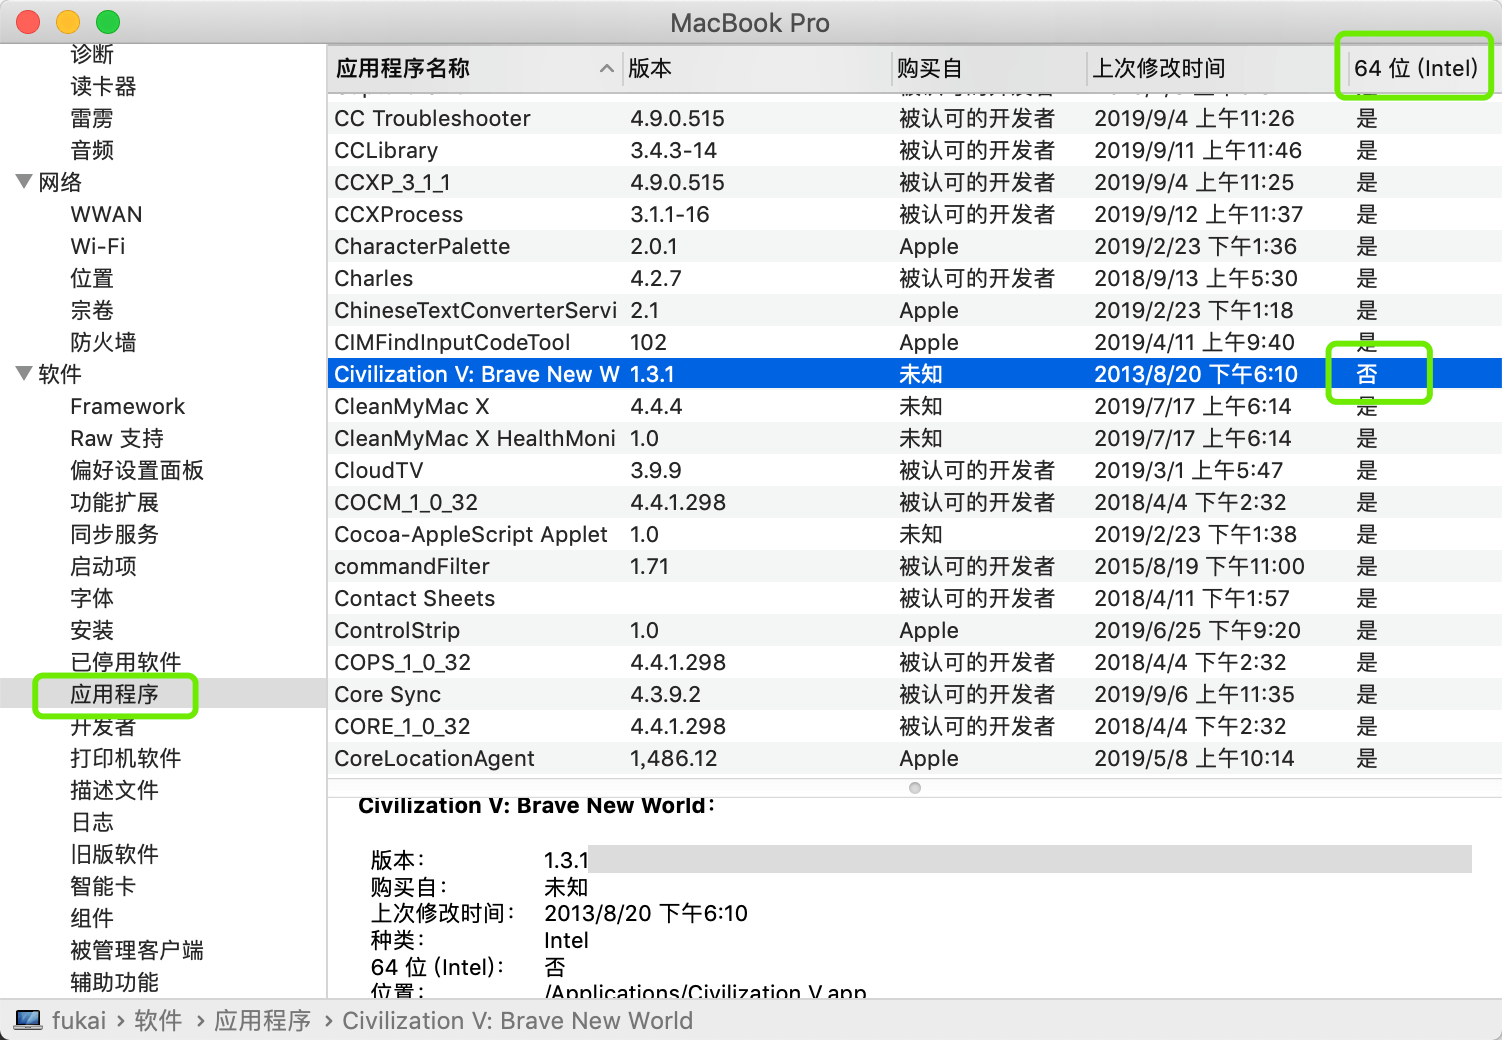 MacBook Pro
诊断
读卡器
雷雳
音频
网络
WWAN
Wi-Fi
位置
宗卷
防火墙
软件
Framework
Raw 支持
偏好设置面板
功能扩展
同步服务
启动项
字体
安装
已停用软件
应用程序
开发者
打印机软件
描述文件
日志
旧版软件
智能卡
组件
被管理客户端
辅助功能
应用程序名称 版本 购买自 上次修改时间 64 位 (Intel)
CC Troubleshooter 4.9.0.515 被认可的开发者 2019/9/4 上午11:26 是
CCLibrary 3.4.3-14 被认可的开发者 2019/9/11 上午11:46 是
CCXP_3_1_1 4.9.0.515 被认可的开发者 2019/9/4 上午11:25 是
CCXProcess 3.1.1-16 被认可的开发者 2019/9/12 上午11:37 是
CharacterPalette 2.0.1 Apple 2019/2/23 下午1:36 是
Charles 4.2.7 被认可的开发者 2018/9/13 上午5:30 是
ChineseTextConverterServi 2.1 Apple 2019/2/23 下午1:18 是
CIMFindInputCodeTool 102 Apple 2019/4/11 上午9:40 是
Civilization V: Brave New W 1.3.1 未知 2013/8/20 下午6:10 否
CleanMyMac X 4.4.4 未知 2019/7/17 上午6:14 是
CleanMyMac X HealthMoni 1.0 未知 2019/7/17 上午6:14 是
CloudTV 3.9.9 被认可的开发者 2019/3/1 上午5:47 是
COCM_1_0_32 4.4.1.298 被认可的开发者 2018/4/4 下午2:32 是
Cocoa-AppleScript Applet 1.0 未知 2019/2/23 下午1:38 是
commandFilter 1.71 被认可的开发者 2015/8/19 下午11:00 是
Contact Sheets 被认可的开发者 2018/4/11 下午1:57 是
ControlStrip 1.0 Apple 2019/6/25 下午9:20 是
COPS_1_0_32 4.4.1.298 被认可的开发者 2018/4/4 下午2:32 是
Core Sync 4.3.9.2 被认可的开发者 2019/9/6 上午11:35 是
CORE_1_0_32 4.4.1.298 被认可的开发者 2018/4/4 下午2:32 是
CoreLocationAgent 1,486.12 Apple 2019/5/8 上午10:14 是
Civilization V: Brave New World：
版本： 1.3.1
购买自： 未知
上次修改时间： 2013/8/20 下午6:10
种类： Intel
64 位 (Intel)： 否
位置： /Applications/Civilization V.app
fukai › 软件 › 应用程序 › Civilization V: Brave New World